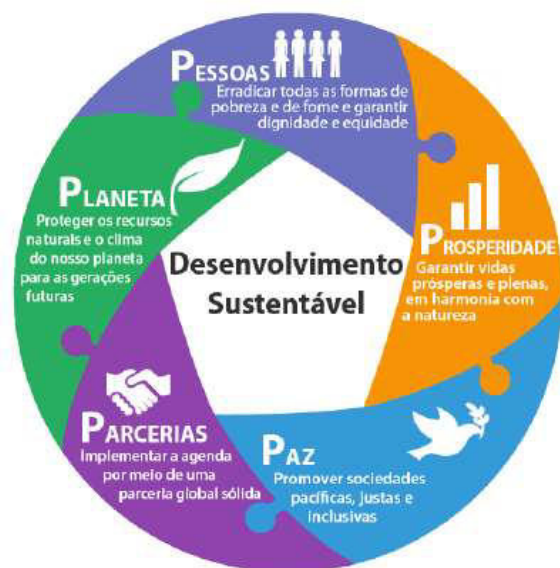 PESSOAS
Erradicar todas as formas de
pobreza e de fome e garantir
dignidade e equidade
PROSPERIDADE
Garantir vidas
prósperas e plenas,
em harmonia com
a natureza
PAZ
Promover sociedades
pacíficas, justas e
inclusivas
PARCERIAS
Implementar a agenda
por meio de uma
parceria global sólida
PLANETA
Proteger os recursos
naturais e o clima
do nosso planeta
para as gerações
futuras
Desenvolvimento
Sustentável